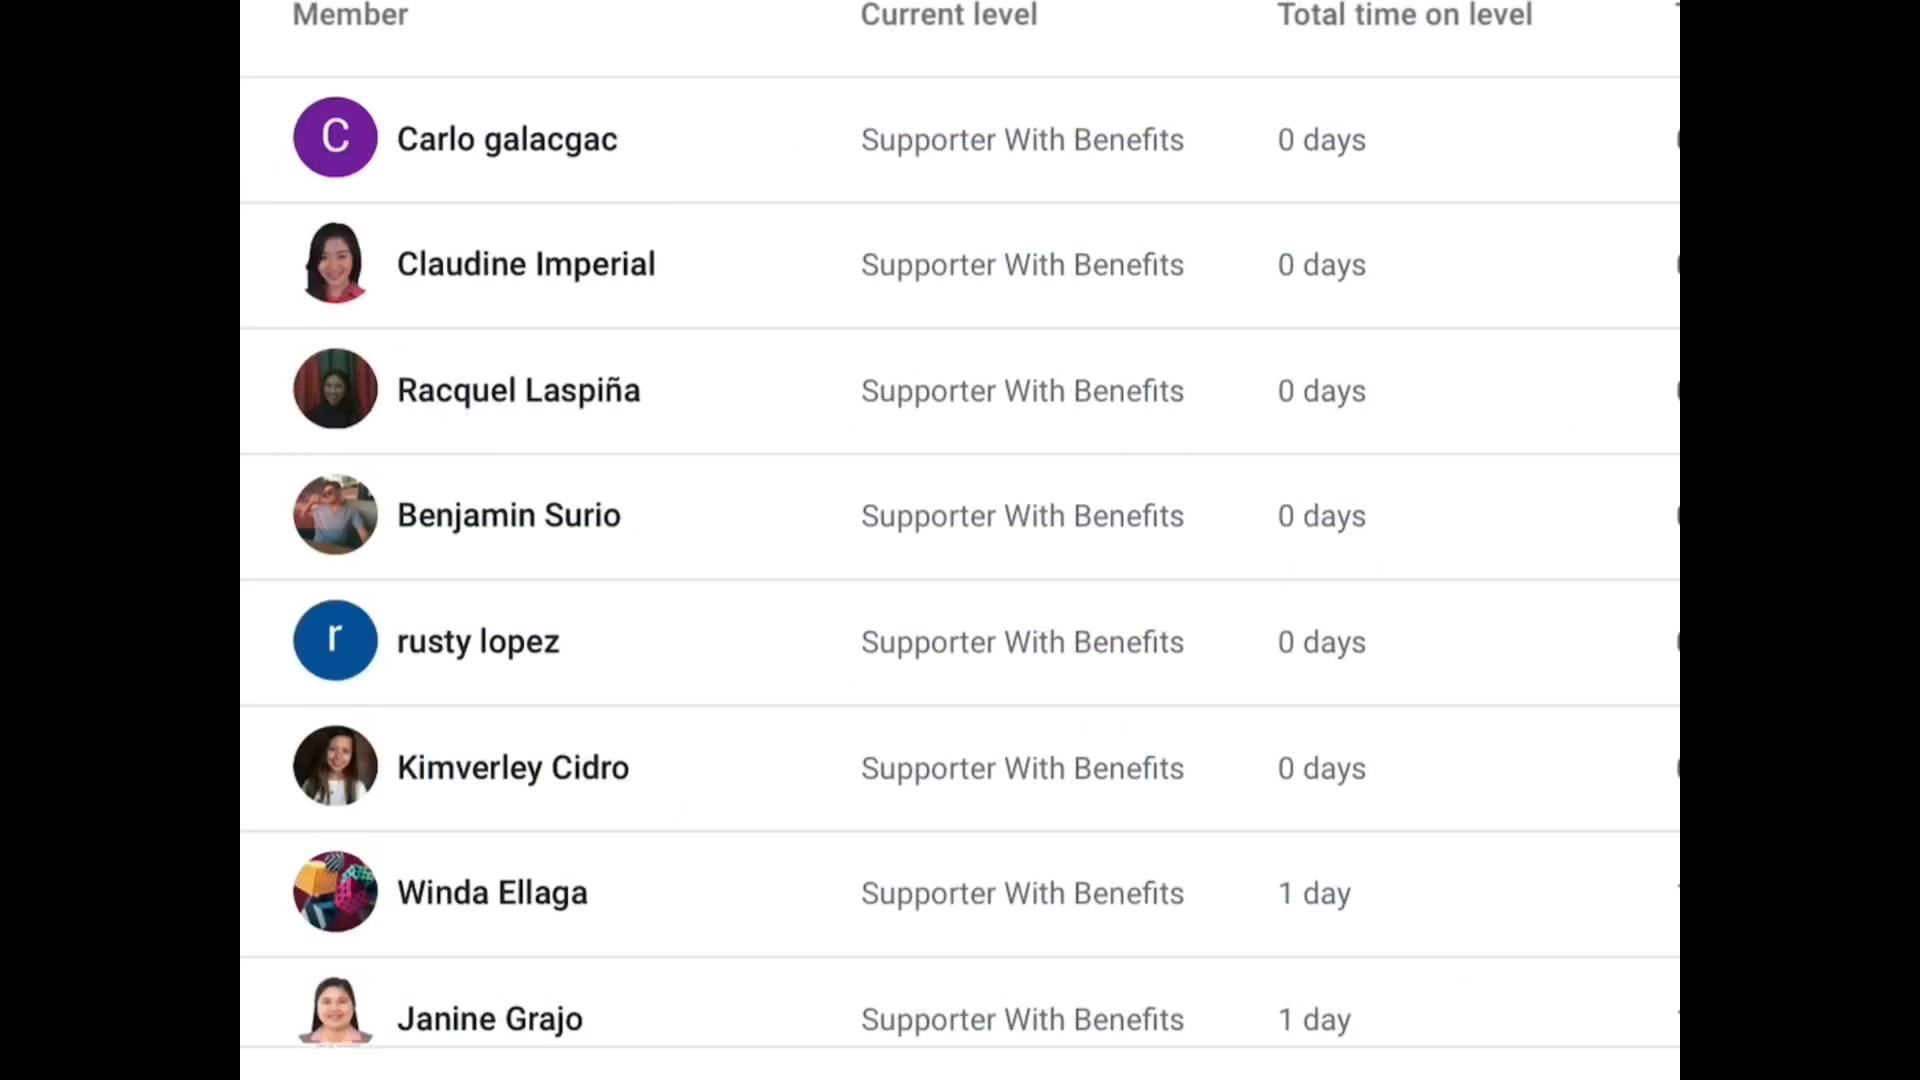 Member Current level Total time on level
C Carlo galacgac Supporter With Benefits 0 days
Claudine Imperial Supporter With Benefits 0 days
Racquel Laspiña Supporter With Benefits 0 days
Benjamin Surio Supporter With Benefits 0 days
r rusty lopez Supporter With Benefits 0 days
Kimverley Cidro Supporter With Benefits 0 days
Winda Ellaga Supporter With Benefits 1 day
Janine Grajo Supporter With Benefits 1 day